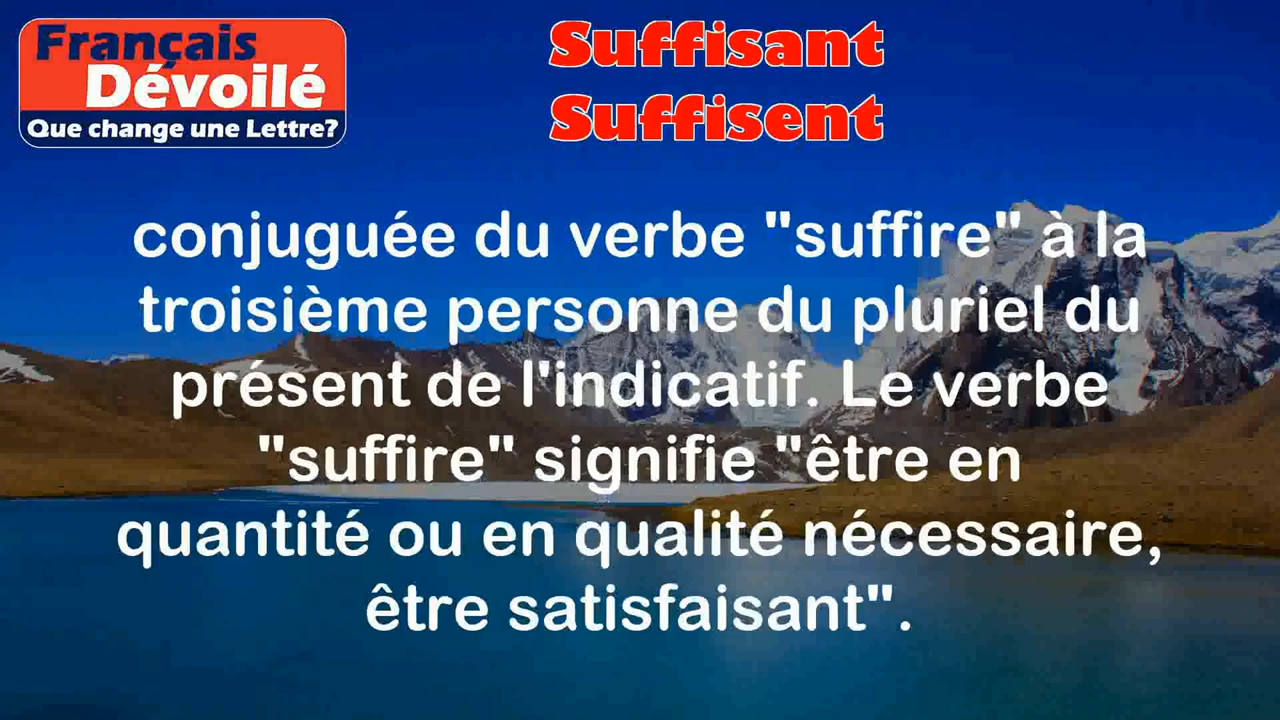 Français
Dévoilé
Que change une Lettre?
Suffisant
Suffisent
conjuguée du verbe "suffire" à la
troisième personne du pluriel du
présent de l'indicatif. Le verbe
"suffire" signifie "être en
quantité ou en qualité nécessaire,
être satisfaisant".